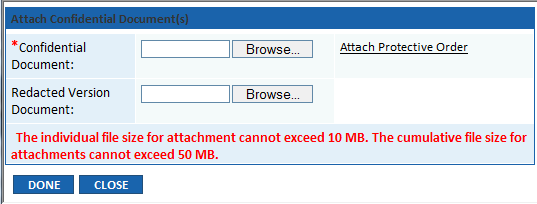 Attach Confidential Document(s)
*Confidential Document: Browse... Attach Protective Order
Redacted Version Document: Browse...
The individual file size for attachment cannot exceed 10 MB. The cumulative file size for
attachments cannot exceed 50 MB.
DONE CLOSE